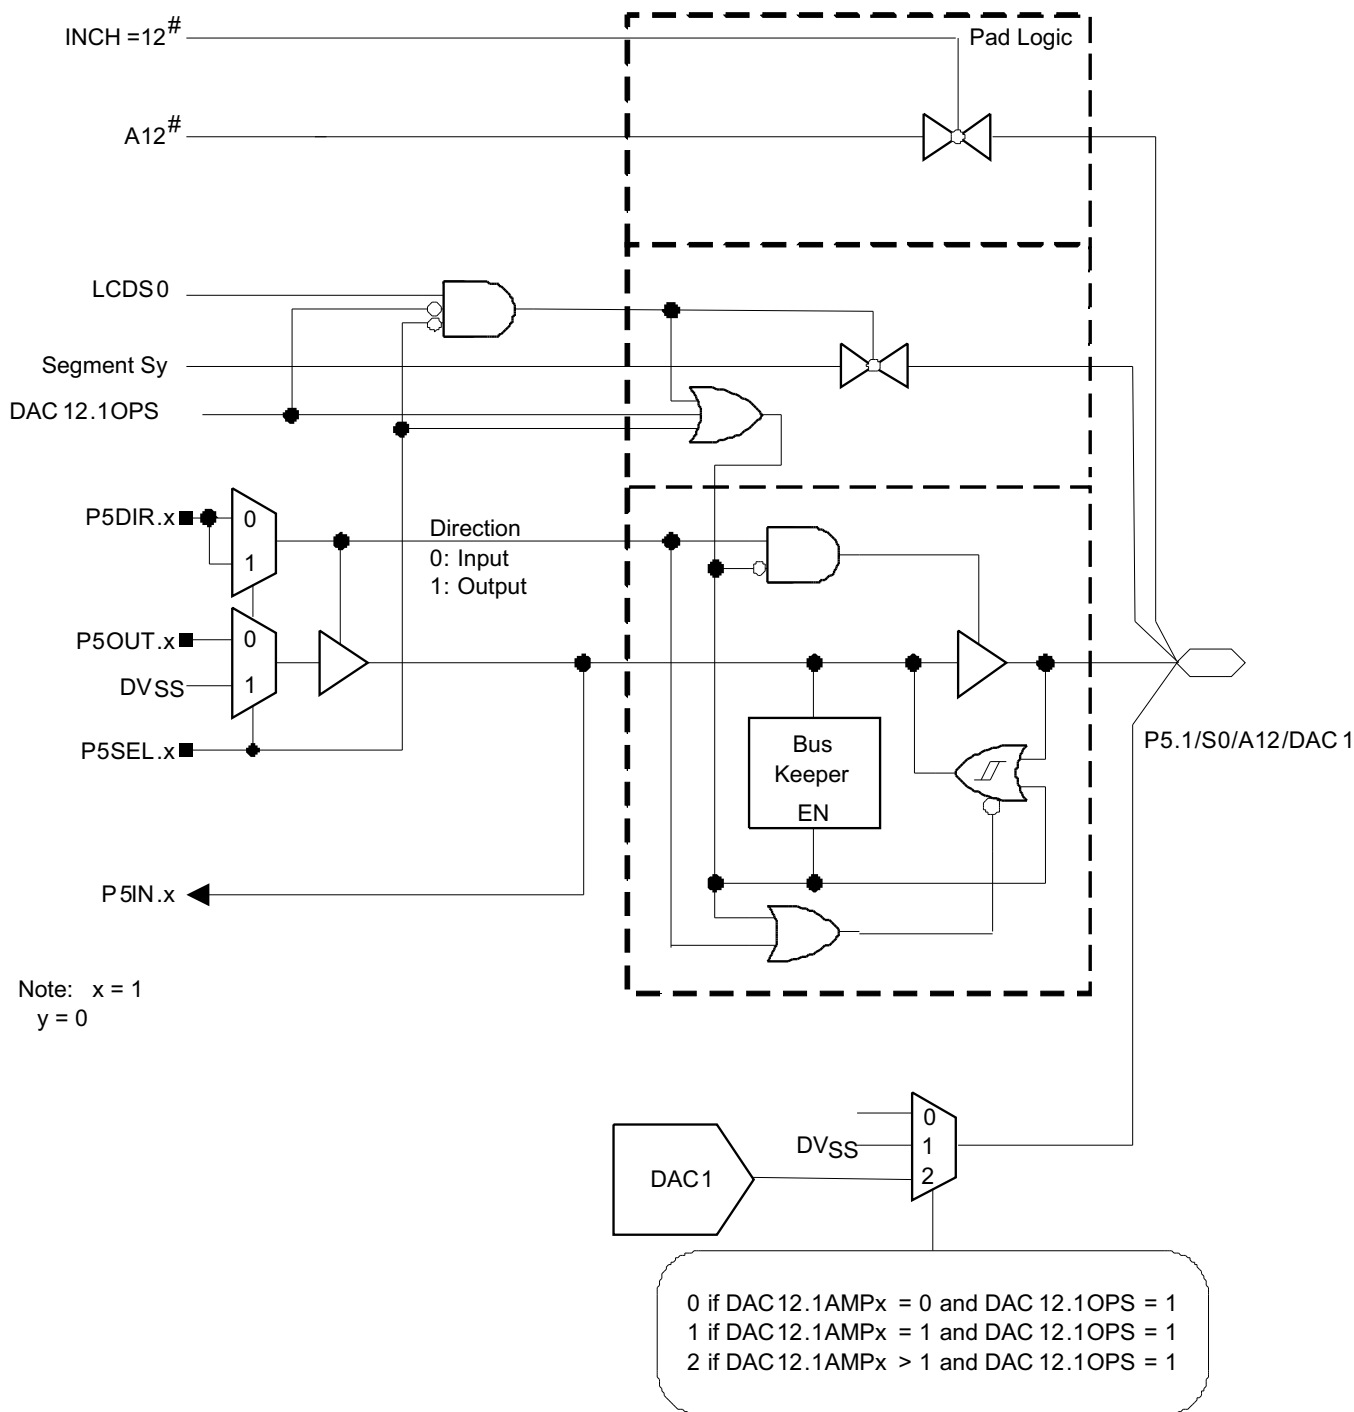 INCH =12#
Pad Logic
A12#
LCDS0
Segment Sy
DAC12.1OPS
P5DIR.x
0
1
Direction
0: Input
1: Output
P5OUT.x
0
DVSS
1
P5SEL.x
P5.1/S0/A12/DAC1
Bus
Keeper
EN
P5IN.x
Note: x = 1
y = 0
0
DVSS
1
DAC1
2
0 if DAC12.1AMPx = 0 and DAC12.1OPS = 1
1 if DAC12.1AMPx = 1 and DAC12.1OPS = 1
2 if DAC12.1AMPx > 1 and DAC12.1OPS = 1